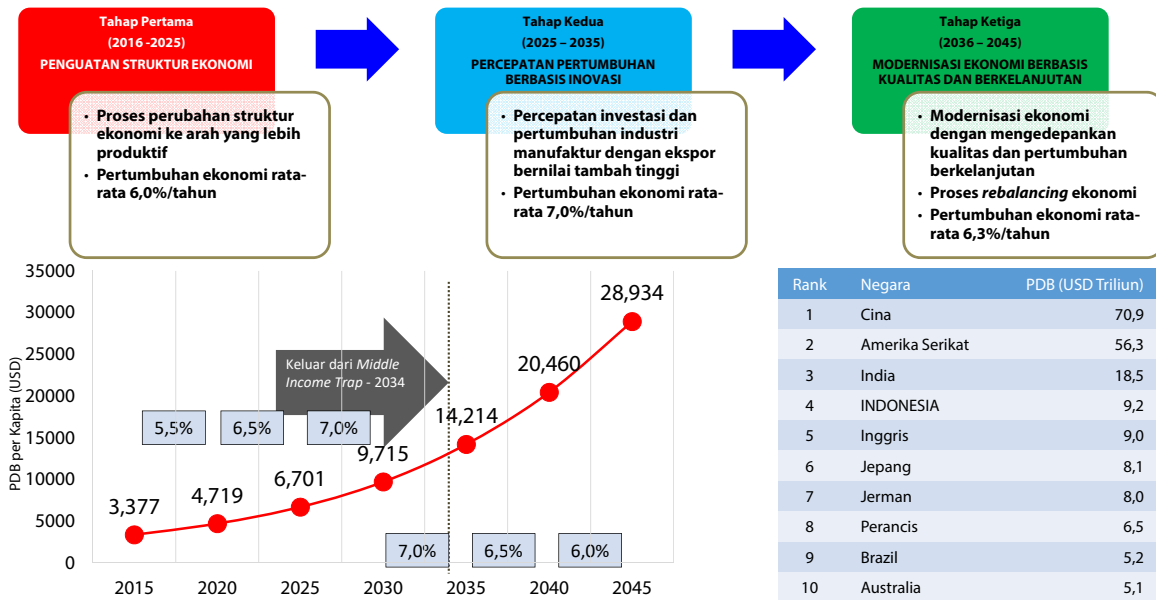 Tahap Pertama
(2016 -2025)
PENGUATAN STRUKTUR EKONOMI
• Proses perubahan struktur
ekonomi ke arah yang lebih
produktif
• Pertumbuhan ekonomi rata-
rata 6,0%/tahun
Tahap Kedua
(2025 – 2035)
PERCEPATAN PERTUMBUHAN
BERBASIS INOVASI
• Percepatan investasi dan
pertumbuhan industri
manufaktur dengan ekspor
bernilai tambah tinggi
• Pertumbuhan ekonomi rata-
rata 7,0%/tahun
Tahap Ketiga
(2036 – 2045)
MODERNISASI EKONOMI BERBASIS
KUALITAS DAN BERKELANJUTAN
• Modernisasi ekonomi
dengan mengedepankan
kualitas dan pertumbuhan
berkelanjutan
• Proses rebalancing ekonomi
• Pertumbuhan ekonomi rata-
rata 6,3%/tahun
PDB per Kapita (USD)
35000
30000
25000
20000
15000
10000
5000
0
Keluar dari Middle
Income Trap - 2034
5,5% 6,5% 7,0%
3,377 4,719 6,701 9,715 14,214 20,460 28,934
7,0% 6,5% 6,0%
2015 2020 2025 2030 2035 2040 2045
Rank Negara PDB (USD Triliun)
1 Cina 70,9
2 Amerika Serikat 56,3
3 India 18,5
4 INDONESIA 9,2
5 Inggris 9,0
6 Jepang 8,1
7 Jerman 8,0
8 Perancis 6,5
9 Brazil 5,2
10 Australia 5,1